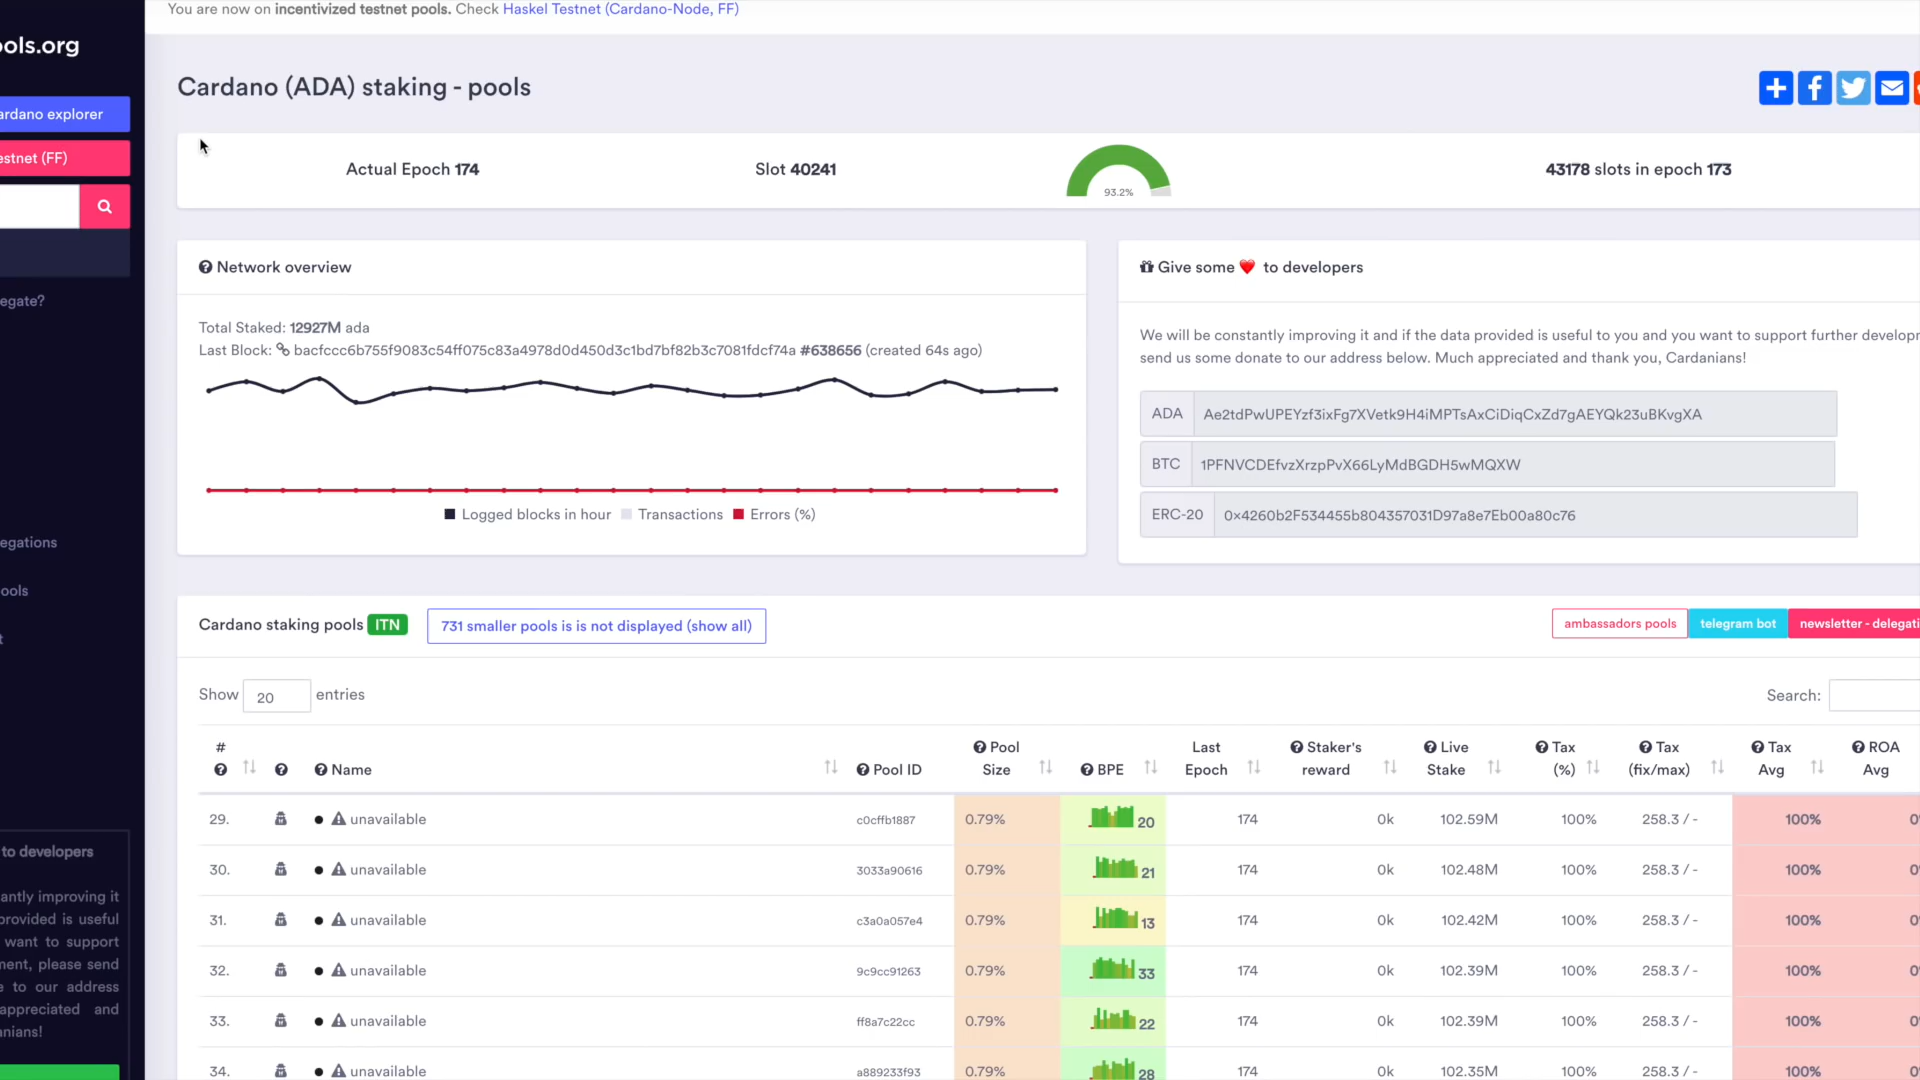 You are now on incentivized testnet pools. Check Haskel Testnet (Cardano-Node, FF)
ools.org
ardano explorer
estnet (FF)
egate?
egations
ools
t
to developers
antly improving it
provided is useful
want to support
ment, please send
e to our address
appreciated and
anians!
Cardano (ADA) staking - pools
Actual Epoch 174
Slot 40241
93.2%
43178 slots in epoch 173
Network overview
Total Staked: 12927M ada
Last Block: bacfccc6b755f9083c54ff075c83a4978d0d450d3c1bd7bf82b3c7081fdcf74a #638656 (created 64s ago)
Logged blocks in hour Transactions Errors (%)
Give some ❤️ to developers
We will be constantly improving it and if the data provided is useful to you and you want to support further developm
send us some donate to our address below. Much appreciated and thank you, Cardanians!
ADA Ae2tdPwUPEYzf3ixFg7XVetk9H4iMPTsAxCiDiqCxZd7gAEYQk23uBKvgXA
BTC 1PFNVCDEfvzXrzpPvX66LyMdBGDH5wMQXW
ERC-20 0x4260b2F534455b804357031D97a8e7Eb00a80c76
Cardano staking pools ITN
731 smaller pools is is not displayed (show all)
ambassadors pools telegram bot newsletter - delegati
Show 20 entries
Search:
# Name Pool ID Pool Size BPE Last Epoch Staker's reward Live Stake Tax (%) Tax (fix/max) Tax Avg ROA Avg
29. unavailable c0cffb1887 0.79% 20 174 0k 102.59M 100% 258.3 / - 100% 0
30. unavailable 3033a90616 0.79% 21 174 0k 102.48M 100% 258.3 / - 100% 0
31. unavailable c3a0a057e4 0.79% 13 174 0k 102.42M 100% 258.3 / - 100% 0
32. unavailable 9c9cc91263 0.79% 33 174 0k 102.39M 100% 258.3 / - 100% 0
33. unavailable ff8a7c22cc 0.79% 22 174 0k 102.39M 100% 258.3 / - 100% 0
34. unavailable a889233f93 0.79% 28 174 0k 102.35M 100% 258.3 / - 100% 0